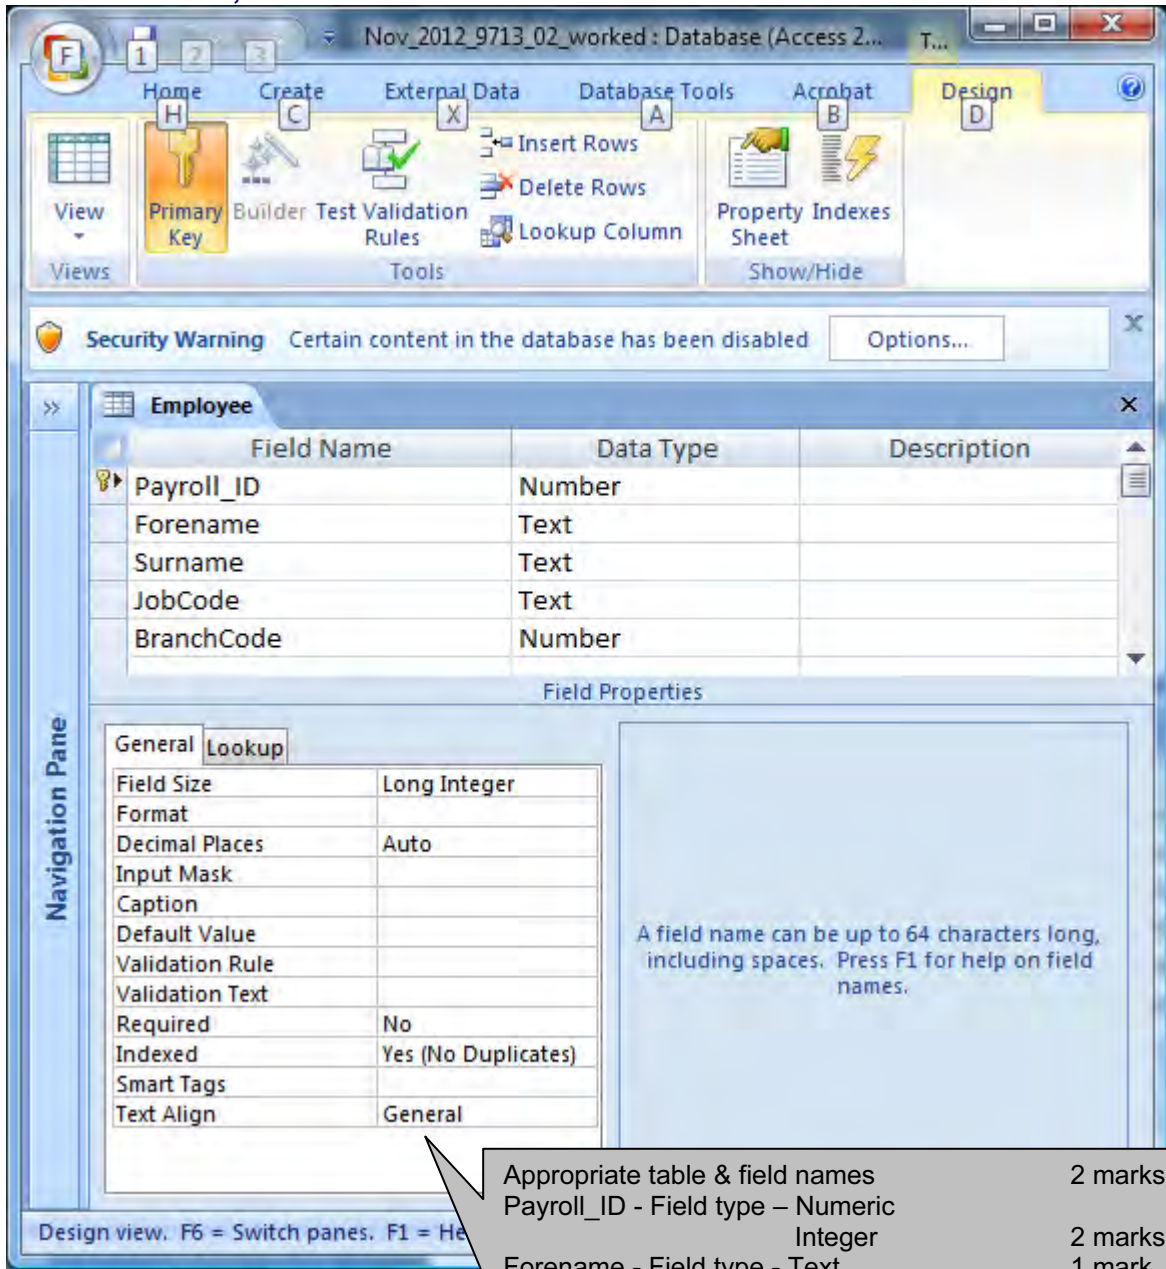 Nov_2012_9713_02_worked : Database (Access 2... T...
F 1 2 3
Home Create External Data Database Tools Acrobat Design
H C X A B D
View Primary Key Builder Test Validation Rules Insert Rows Delete Rows Lookup Column Property Sheet Indexes
Views Tools Show/Hide
Security Warning Certain content in the database has been disabled Options...
Employee
Field Name Data Type Description
Payroll_ID Number
Forename Text
Surname Text
JobCode Text
BranchCode Number
Field Properties
Navigation Pane
General Lookup
Field Size Long Integer
Format
Decimal Places Auto
Input Mask
Caption
Default Value
Validation Rule
Validation Text
Required No
Indexed Yes (No Duplicates)
Smart Tags
Text Align General
A field name can be up to 64 characters long,
including spaces. Press F1 for help on field
names.
Appropriate table & field names 2 marks
Payroll_ID - Field type – Numeric
Integer 2 marks
Forename - Field type - Text 1 mark
Design view. F6 = Switch panes. F1 = He